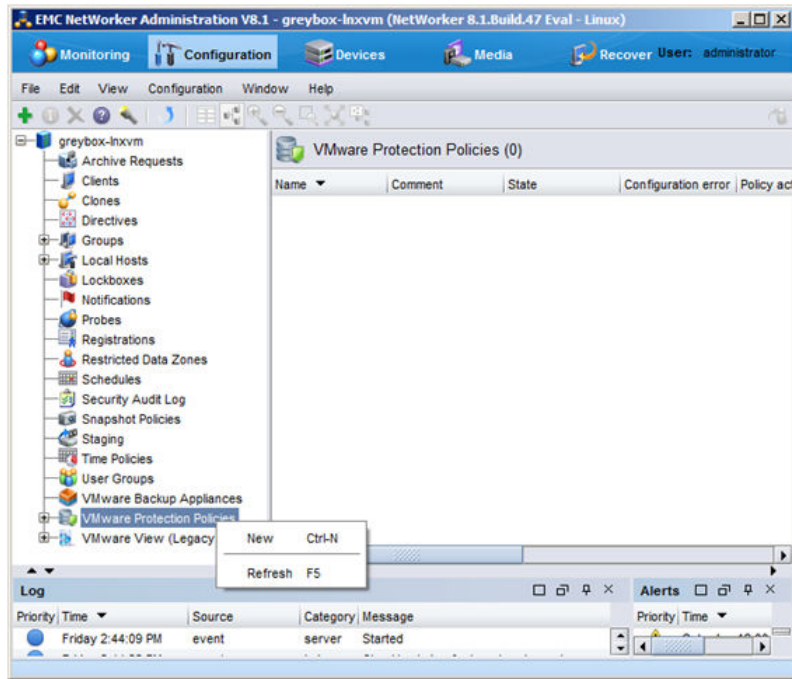 EMC NetWorker Administration V8.1 - greybox-lnxvm (NetWorker 8.1.Build.47 Eval - Linux)
Monitoring Configuration Devices Media Recover User: administrator
File Edit View Configuration Window Help
greybox-lnxvm
Archive Requests
Clients
Clones
Directives
Groups
Local Hosts
Lockboxes
Notifications
Probes
Registrations
Restricted Data Zones
Schedules
Security Audit Log
Snapshot Policies
Staging
Time Policies
User Groups
VMware Backup Appliances
VMware Protection Policies
VMware View (Legacy
VMware Protection Policies (0)
Name Comment State Configuration error Policy act
New Ctrl-N
Refresh F5
Log
Priority Time Source Category Message
Friday 2:44:09 PM event server Started
Alerts
Priority Time